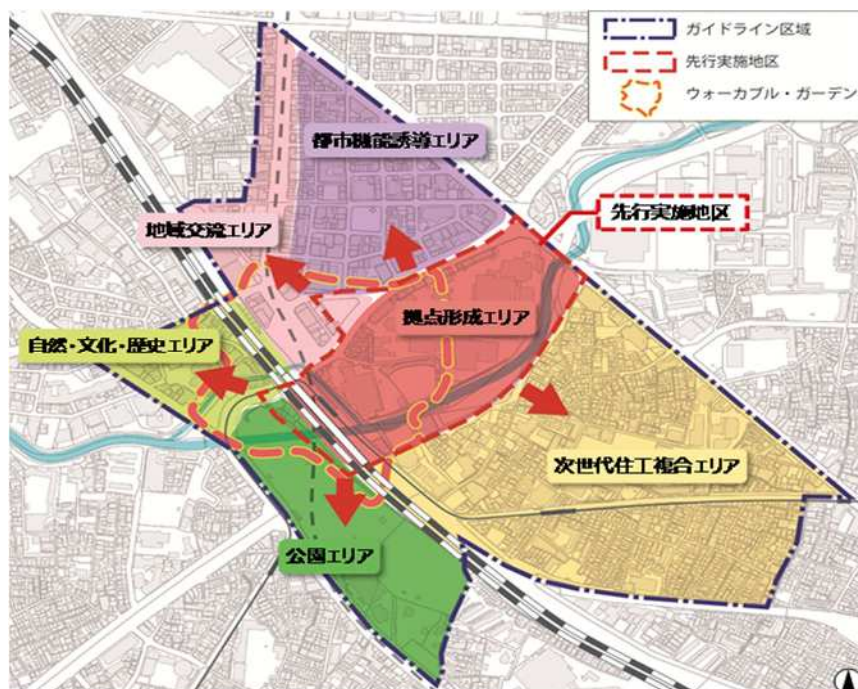 ガイドライン区域
先行実施地区
ウォーカブル・ガーデン
都市機能誘導エリア
先行実施地区
地域交流エリア
拠点形成エリア
自然・文化・歴史エリア
次世代住工複合エリア
公園エリア